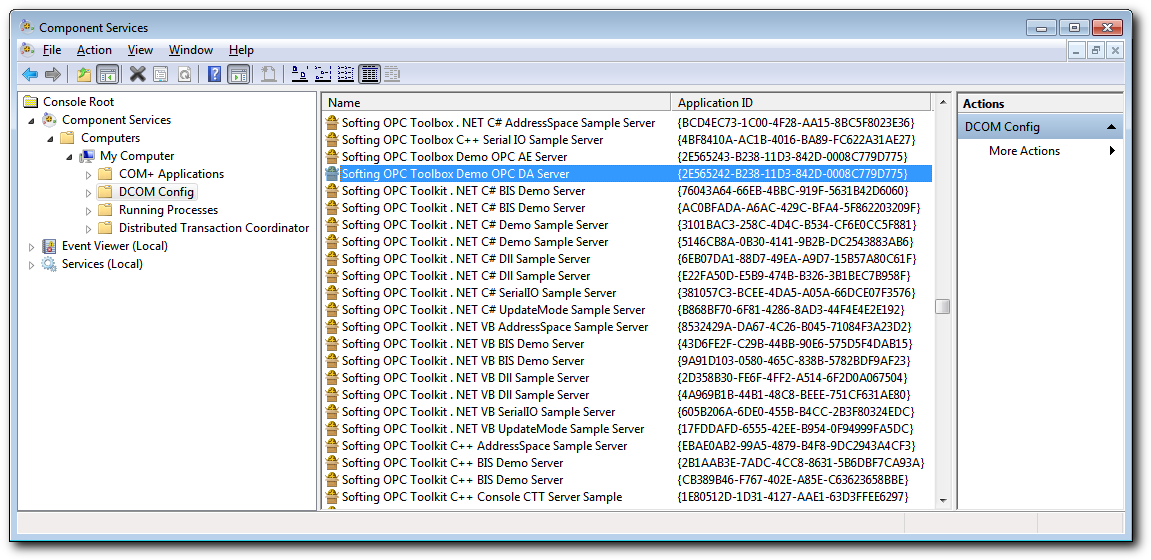 Component Services
File Action View Window Help
Console Root
Component Services
Computers
My Computer
COM+ Applications
DCOM Config
Running Processes
Distributed Transaction Coordinator
Event Viewer (Local)
Services (Local)
Name Application ID
Softing OPC Toolbox . NET C# AddressSpace Sample Server {BCD4EC73-1C00-4F28-AA15-8BC5F8023E36}
Softing OPC Toolbox C++ Serial IO Sample Server {4BF8410A-AC1B-4016-BA89-FC622A31AE27}
Softing OPC Toolbox Demo OPC AE Server {2E565243-B238-11D3-842D-0008C779D775}
Softing OPC Toolbox Demo OPC DA Server {2E565242-B238-11D3-842D-0008C779D775}
Softing OPC Toolkit . NET C# BIS Demo Server {76043A64-66EB-4BBC-919F-5631B42D6060}
Softing OPC Toolkit . NET C# BIS Demo Server {AC0BFADA-A6AC-429C-BFA4-5F862203209F}
Softing OPC Toolkit . NET C# Demo Sample Server {3101BAC3-258C-4D4C-B534-CF6E0CC5F881}
Softing OPC Toolkit . NET C# Demo Sample Server {5146CB8A-0B30-4141-9B2B-DC2543883AB6}
Softing OPC Toolkit . NET C# Dll Sample Server {6EB07DA1-88D7-49EA-A9D7-15B57A80C61F}
Softing OPC Toolkit . NET C# Dll Sample Server {E22FA50D-E5B9-474B-B326-3B1BEC7B958F}
Softing OPC Toolkit . NET C# SerialIO Sample Server {381057C3-BCEE-4DA5-A05A-66DCE07F3576}
Softing OPC Toolkit . NET C# UpdateMode Sample Server {B868BF70-6F81-4286-8AD3-44F4E4E2E192}
Softing OPC Toolkit . NET VB AddressSpace Sample Server {8532429A-DA67-4C26-B045-71084F3A23D2}
Softing OPC Toolkit . NET VB BIS Demo Server {43D6FE2F-C29B-44BB-90E6-575D5F4DAB15}
Softing OPC Toolkit . NET VB BIS Demo Server {9A91D103-0580-465C-838B-5782BDF9AF23}
Softing OPC Toolkit . NET VB Dll Sample Server {2D358B30-FE6F-4FF2-A514-6F2D0A067504}
Softing OPC Toolkit . NET VB Dll Sample Server {4A969B1B-44B1-48C8-BEEE-751CF631AE80}
Softing OPC Toolkit . NET VB SerialIO Sample Server {605B206A-6DE0-455B-B4CC-2B3F80324EDC}
Softing OPC Toolkit . NET VB UpdateMode Sample Server {17FDDAFD-6555-42EE-B954-0F94999FA5DC}
Softing OPC Toolkit C++ AddressSpace Sample Server {EBAE0AB2-99A5-4879-B4F8-9DC2943A4CF3}
Softing OPC Toolkit C++ BIS Demo Server {2B1AAB3E-7ADC-4CC8-8631-5B6DBF7CA93A}
Softing OPC Toolkit C++ BIS Demo Server {CB389B46-F767-402E-A85E-C63623658BBE}
Softing OPC Toolkit C++ Console CTT Server Sample {1E80512D-1D31-4127-AAE1-63D3FFEE6297}
Actions
DCOM Config
More Actions